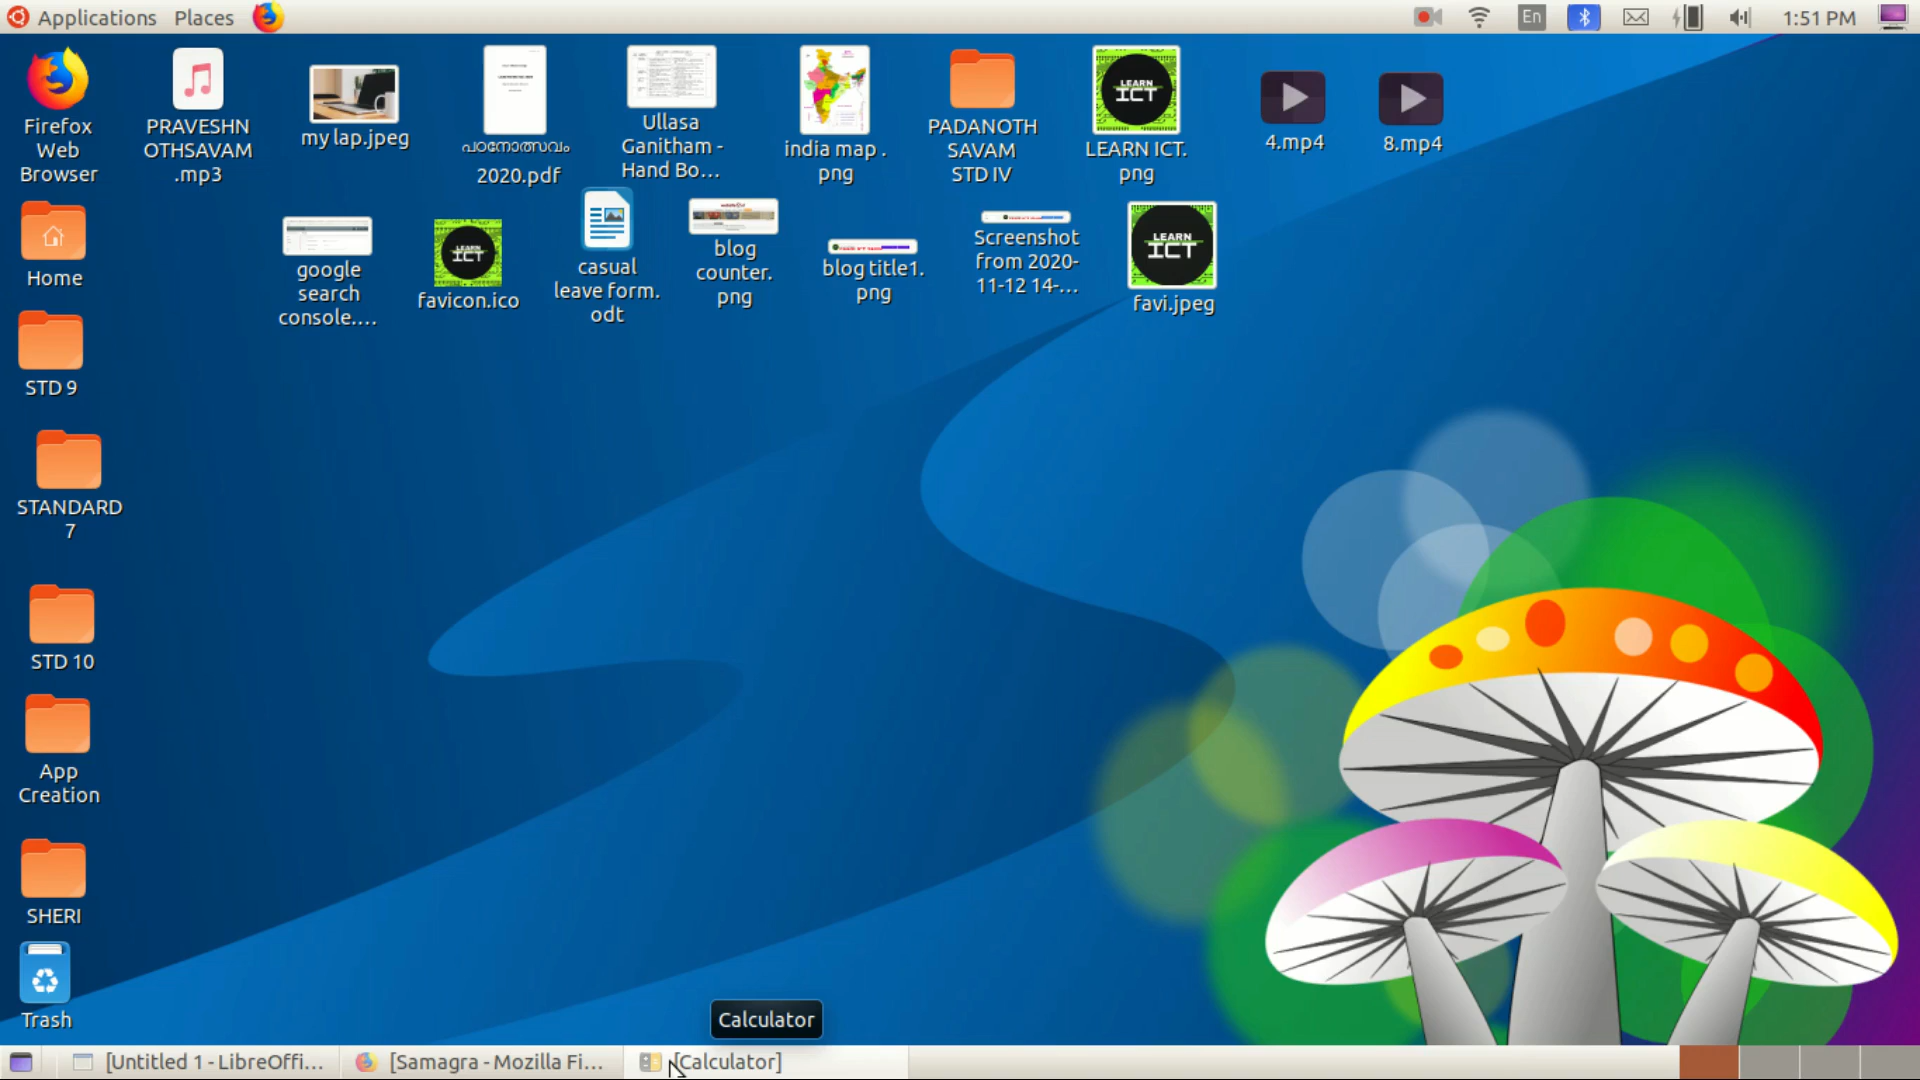 Applications Places
En
1:51 PM
Firefox
Web
Browser
PRAVESHN
OTHSAVAM
.mp3
my lap.jpeg
പഠനോത്സവം
2020.pdf
Ullasa
Ganitham -
Hand Bo...
india map .
png
PADANOTH
SAVAM
STD IV
LEARN
ICT
LEARN ICT.
png
4.mp4
8.mp4
Home
google
search
console....
LEARN
ICT
favicon.ico
casual
leave form.
odt
blog
counter.
png
blog title1.
png
Screenshot
from 2020-
11-12 14-...
LEARN
ICT
favi.jpeg
STD 9
STANDARD
7
STD 10
App
Creation
SHERI
Trash
Calculator
[Untitled 1 - LibreOffi... [Samagra - Mozilla Fi... [Calculator]